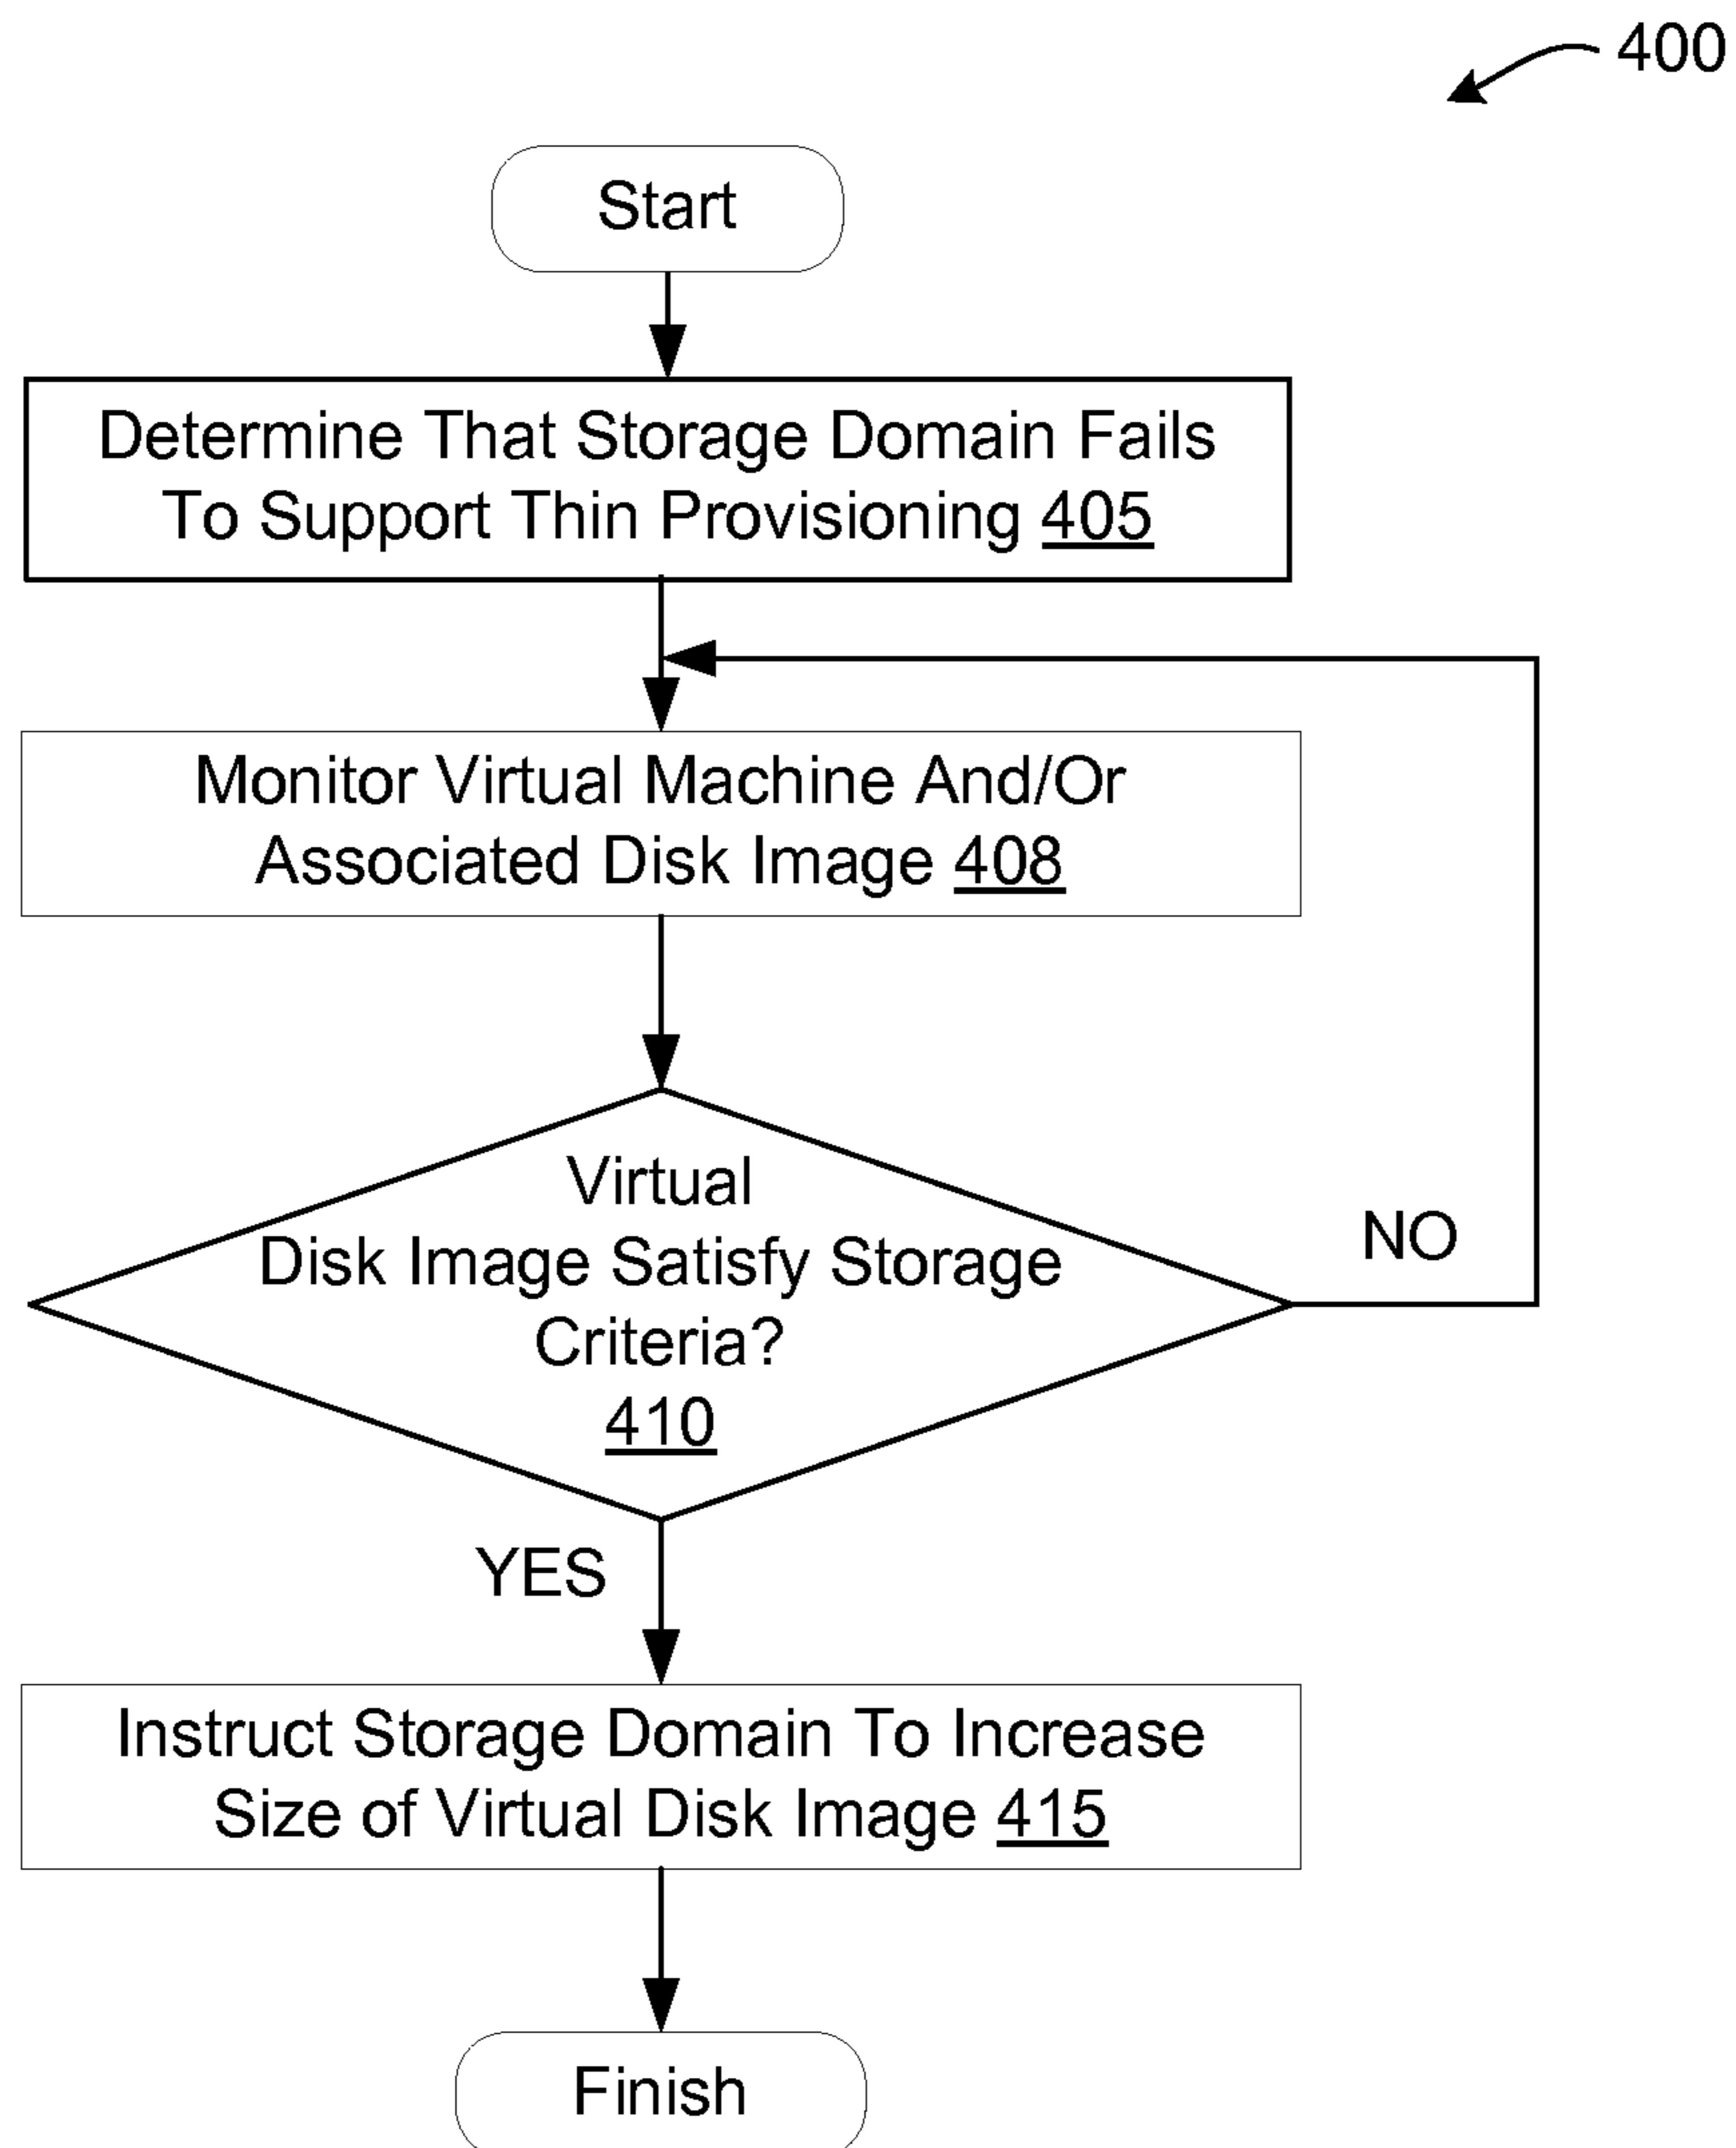 400
Start
Determine That Storage Domain Fails
To Support Thin Provisioning 405
Monitor Virtual Machine And/Or
Associated Disk Image 408
Virtual
Disk Image Satisfy Storage
Criteria?
410
NO
YES
Instruct Storage Domain To Increase
Size of Virtual Disk Image 415
Finish